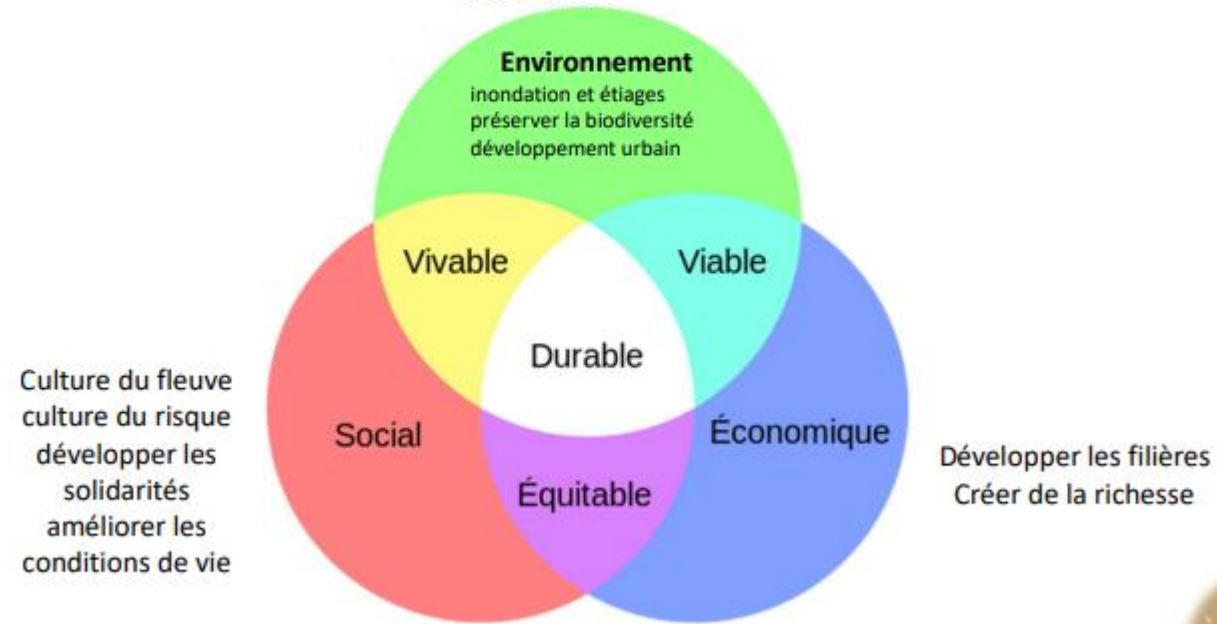 Environnement
inondation et étiages
préserver la biodiversité
développement urbain
Vivable
Viable
Durable
Culture du fleuve
culture du risque
développer les
solidarités
améliorer les
conditions de vie
Social
Économique
Équitable
Développer les filières
Créer de la richesse